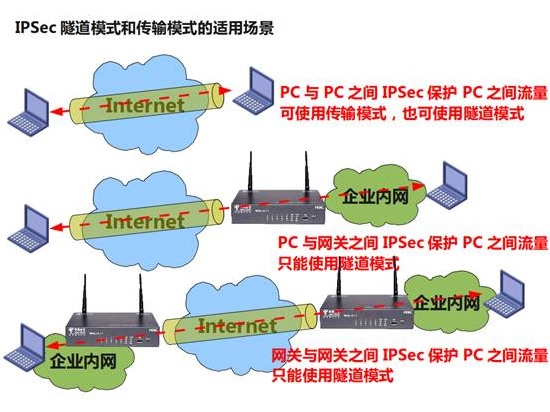 IPSec 隧道模式和传输模式的适用场景
Internet
PC 与 PC 之间 IPSec 保护 PC 之间流量
可使用传输模式，也可使用隧道模式
企业内网
Internet
PC 与网关之间 IPSec 保护 PC 之间流量
只能使用隧道模式
企业内网
Internet
网关与网关之间 IPSec 保护 PC 之间流量
企业内网
只能使用隧道模式